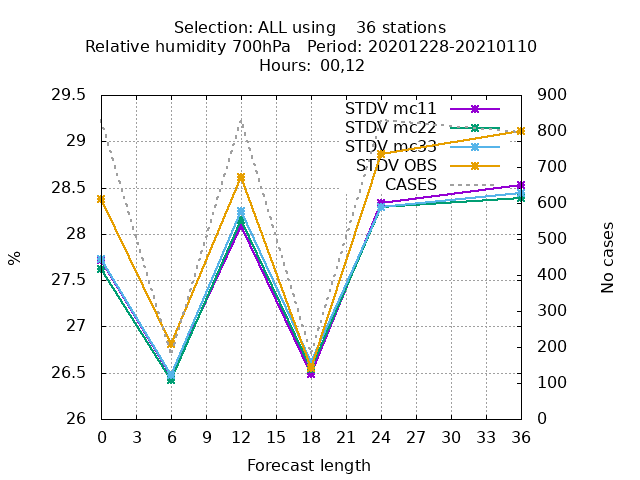 Selection: ALL using    36 stations
Relative humidity 700hPa   Period: 20201228-20210110
Hours: 00,12
29.5
29
28.5
28
27.5
27
26.5
26
%
900
800
700
600
500
400
300
200
100
0
No cases
STDV mc11
STDV mc22
STDV mc33
STDV OBS
CASES
0 3 6 9 12 15 18 21 24 27 30 33 36
Forecast length